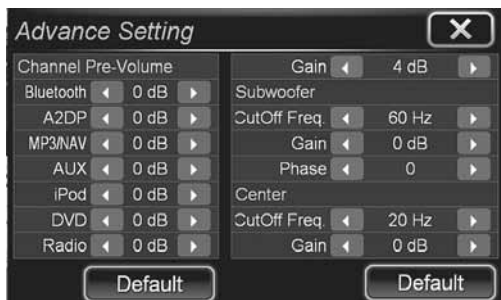 Advance Setting
X
Channel Pre-Volume
Bluetooth 0 dB
A2DP 0 dB
MP3/NAV 0 dB
AUX 0 dB
iPod 0 dB
DVD 0 dB
Radio 0 dB
Default
Gain 4 dB
Subwoofer
CutOff Freq. 60 Hz
Gain 0 dB
Phase 0
Center
CutOff Freq. 20 Hz
Gain 0 dB
Default